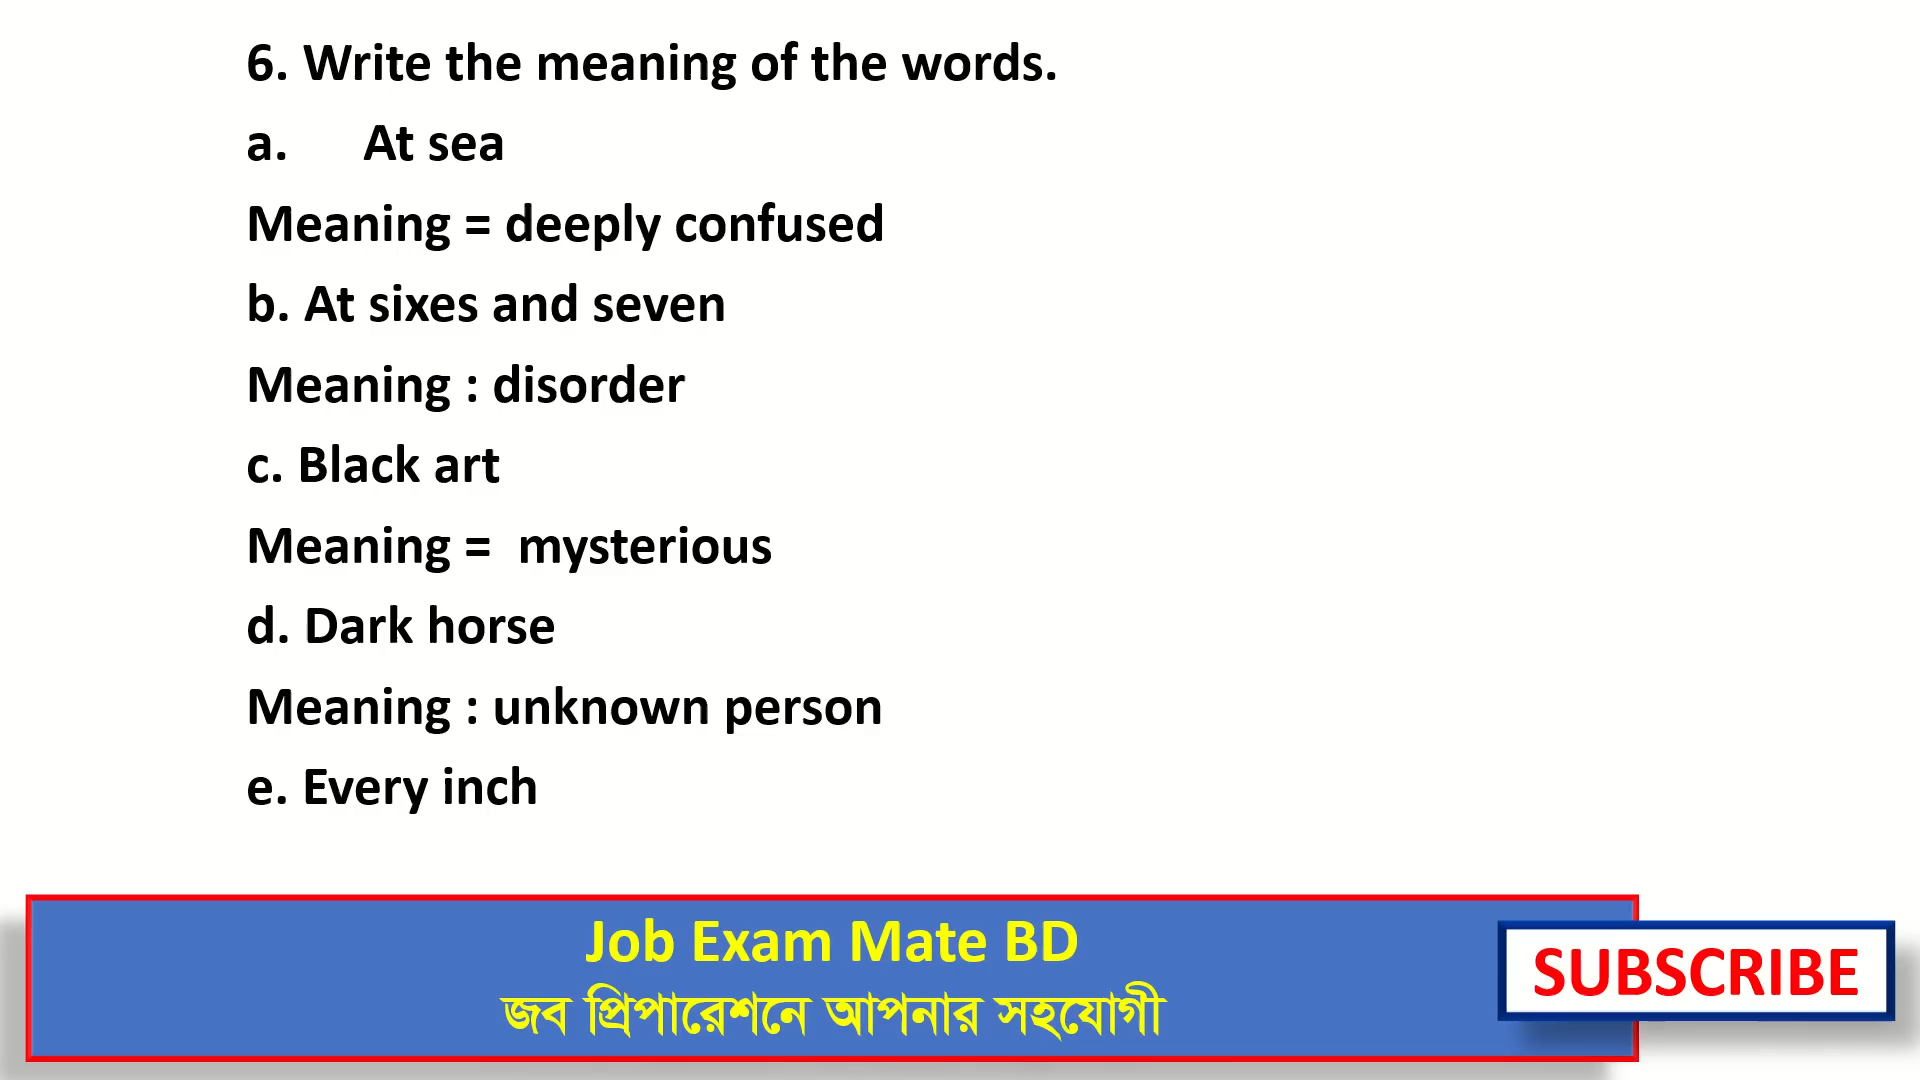 6. Write the meaning of the words.
a. At sea
Meaning = deeply confused
b. At sixes and seven
Meaning : disorder
c. Black art
Meaning = mysterious
d. Dark horse
Meaning : unknown person
e. Every inch
Job Exam Mate BD
জব প্রিপারেশনে আপনার সহযোগী
SUBSCRIBE